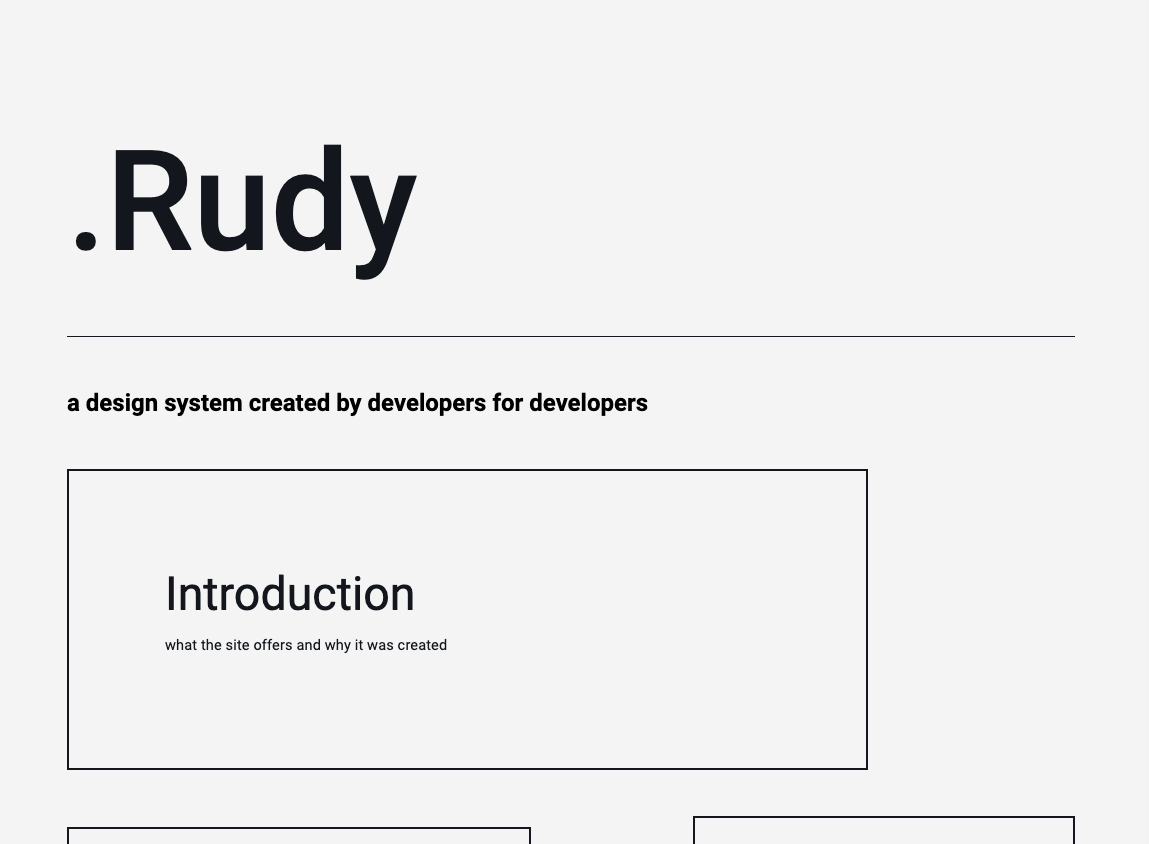 .Rudy
a design system created by developers for developers
Introduction
what the site offers and why it was created